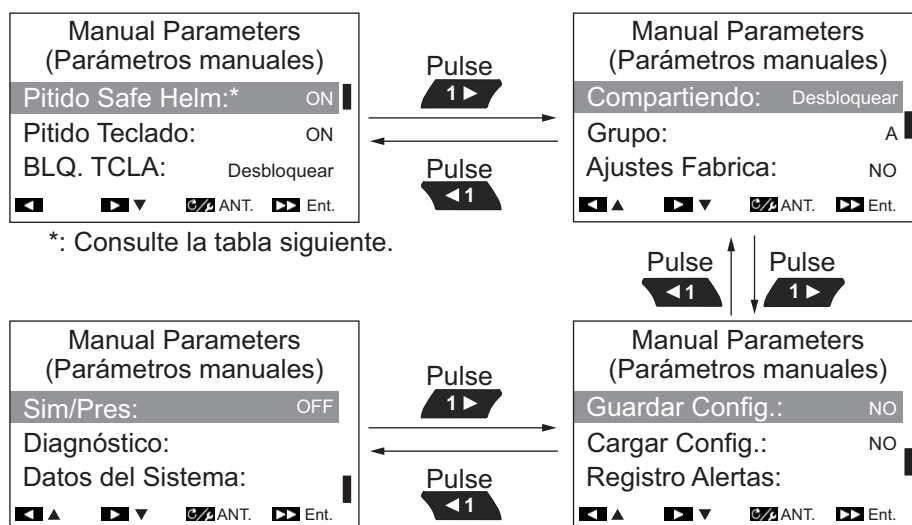 Manual Parameters
(Parámetros manuales)
Pitido Safe Helm:* ON
Pitido Teclado: ON
BLQ. TCLA: Desbloquear
◄ ► ▼ ANT. ►► Ent.
*: Consulte la tabla siguiente.
Pulse
1 ►
Pulse
◄ 1
Manual Parameters
(Parámetros manuales)
Compartiendo: Desbloquear
Grupo: A
Ajustes Fabrica: NO
◄ ▲ ► ▼ ANT. ►► Ent.
Pulse
◄ 1
Pulse
1 ►
Manual Parameters
(Parámetros manuales)
Sim/Pres: OFF
Diagnóstico:
Datos del Sistema:
◄ ▲ ► ▼ ANT. ►► Ent.
Pulse
1 ►
Pulse
◄ 1
Manual Parameters
(Parámetros manuales)
Guardar Config.: NO
Cargar Config.: NO
Registro Alertas:
◄ ▲ ► ▼ ANT. ►► Ent.